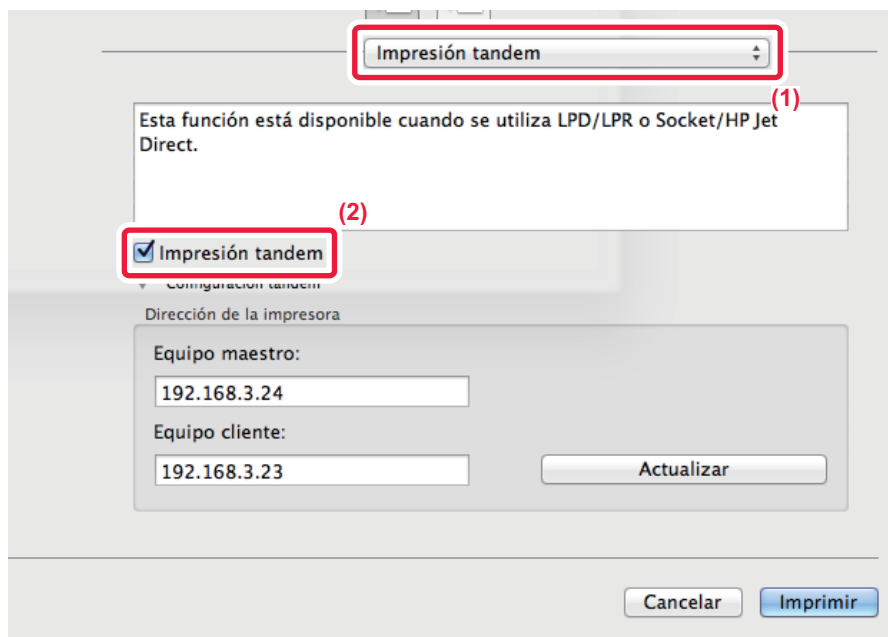 Impresión tandem
(1)
Esta función está disponible cuando se utiliza LPD/LPR o Socket/HP Jet
Direct.
(2)
Impresión tandem
Configuración tandem
Dirección de la impresora
Equipo maestro:
192.168.3.24
Equipo cliente:
192.168.3.23
Actualizar
Cancelar
Imprimir